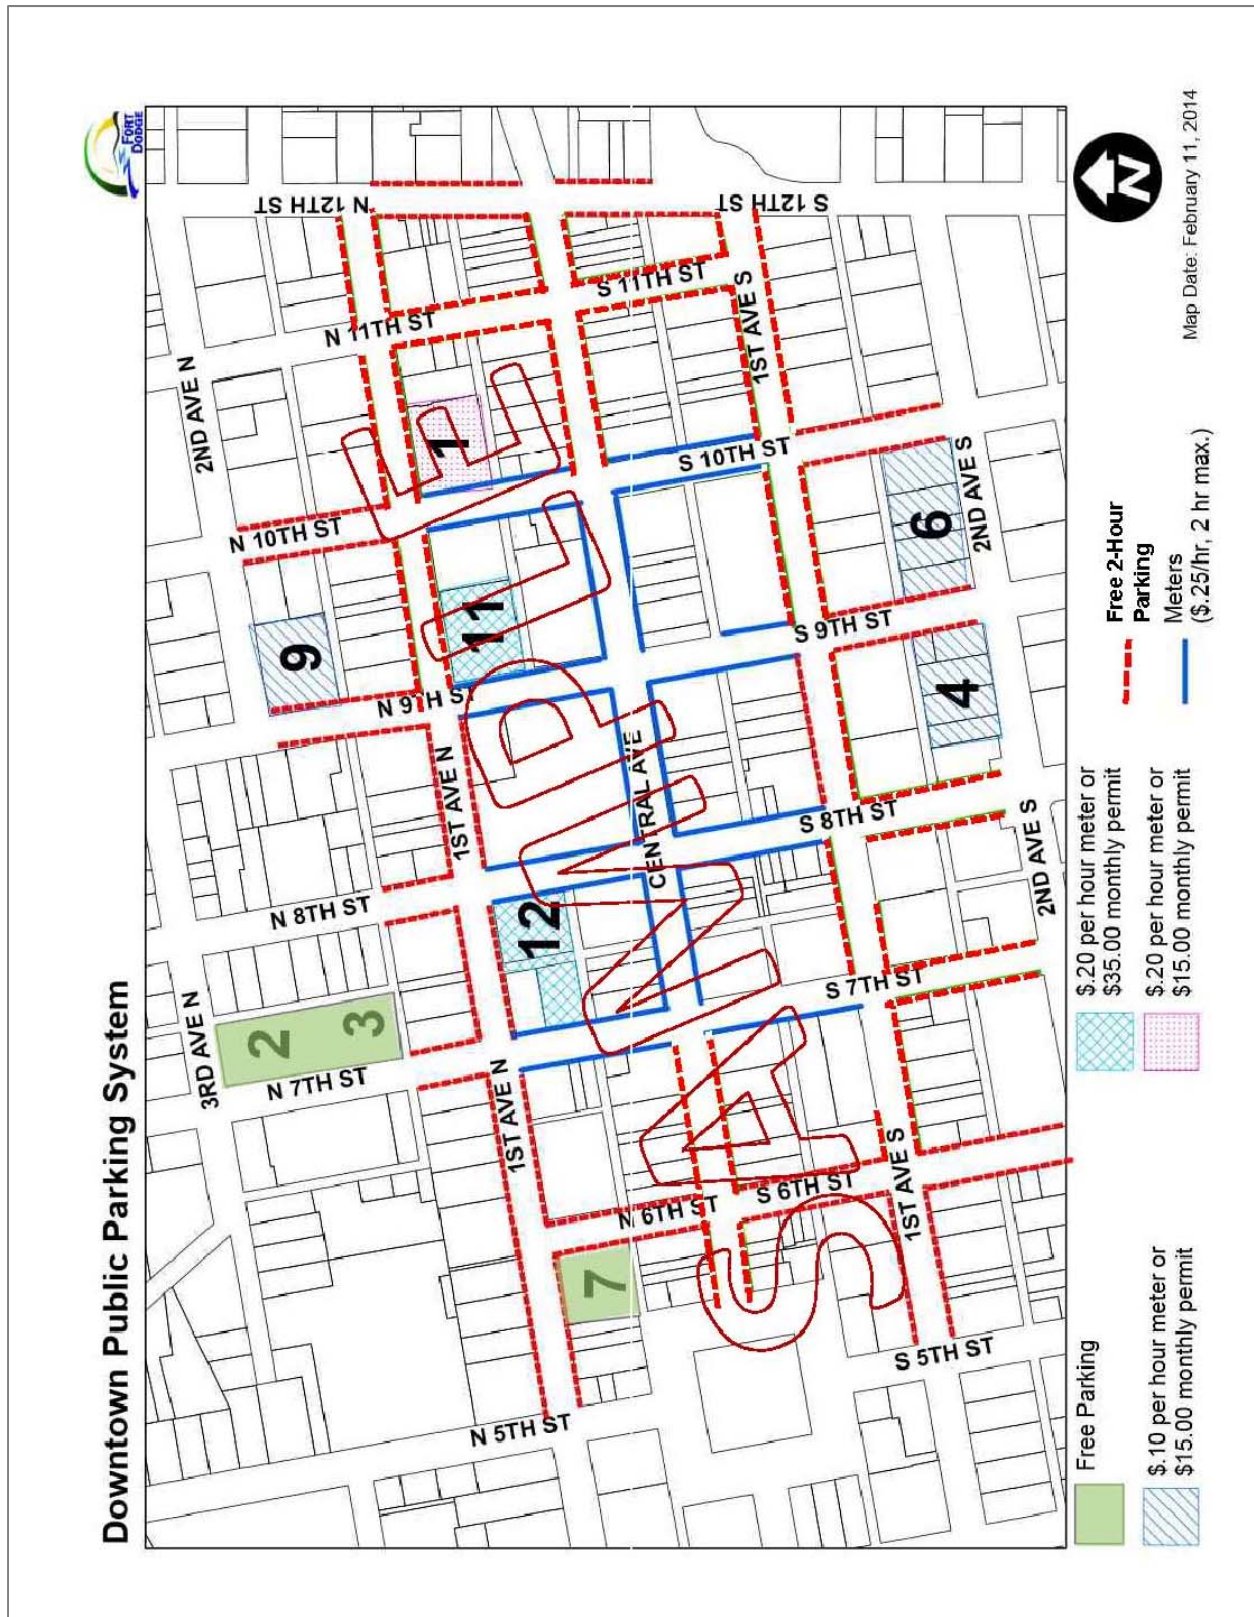 Downtown Public Parking System
FORT
DODGE
3RD AVE N
2ND AVE N
N 7TH ST
N 8TH ST
N 9TH ST
N 10TH ST
N 11TH ST
N 12TH ST
2
3
9
1
11
12
7
1ST AVE N
1ST AVE N
N 5TH ST
N 6TH ST
CENTRAL AVE
SAMPLE
S 5TH ST
S 6TH ST
S 7TH ST
S 8TH ST
S 9TH ST
S 10TH ST
S 11TH ST
S 12TH ST
1ST AVE S
1ST AVE S
4
6
2ND AVE S
2ND AVE S
Free Parking
$.10 per hour meter or
$15.00 monthly permit
$.20 per hour meter or
$35.00 monthly permit
$.20 per hour meter or
$15.00 monthly permit
Free 2-Hour
Parking
Meters
($.25/hr, 2 hr max.)
N
Map Date: February 11, 2014